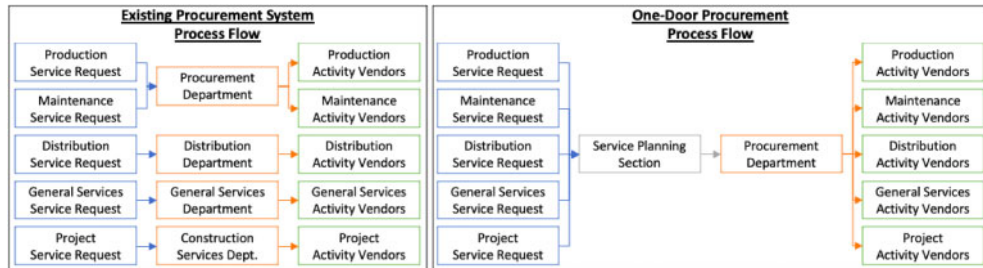 Existing Procurement System
Process Flow
Production
Service Request
Maintenance
Service Request
Distribution
Service Request
General Services
Service Request
Project
Service Request
Procurement
Department
Distribution
Department
General Services
Department
Construction
Services Dept.
Production
Activity Vendors
Maintenance
Activity Vendors
Distribution
Activity Vendors
General Services
Activity Vendors
Project
Activity Vendors
One-Door Procurement
Process Flow
Production
Service Request
Maintenance
Service Request
Distribution
Service Request
General Services
Service Request
Project
Service Request
Service Planning
Section
Procurement
Department
Production
Activity Vendors
Maintenance
Activity Vendors
Distribution
Activity Vendors
General Services
Activity Vendors
Project
Activity Vendors